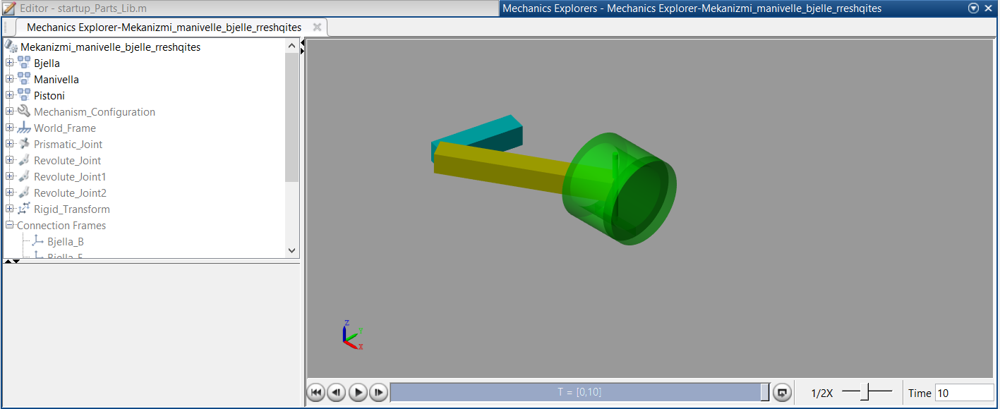 Editor - startup_Parts_Lib.m
Mechanics Explorers - Mechanics Explorer-Mekanizmi_manivelle_bjelle_rreshqites
Mechanics Explorer-Mekanizmi_manivelle_bjelle_rreshqites
Mekanizmi_manivelle_bjelle_rreshqites
Bjella
Manivella
Pistoni
Mechanism_Configuration
World_Frame
Prismatic_Joint
Revolute_Joint
Revolute_Joint1
Revolute_Joint2
Rigid_Transform
Connection Frames
Bjella_B
Z
Y
X
T = [0,10]
1/2X
Time 10